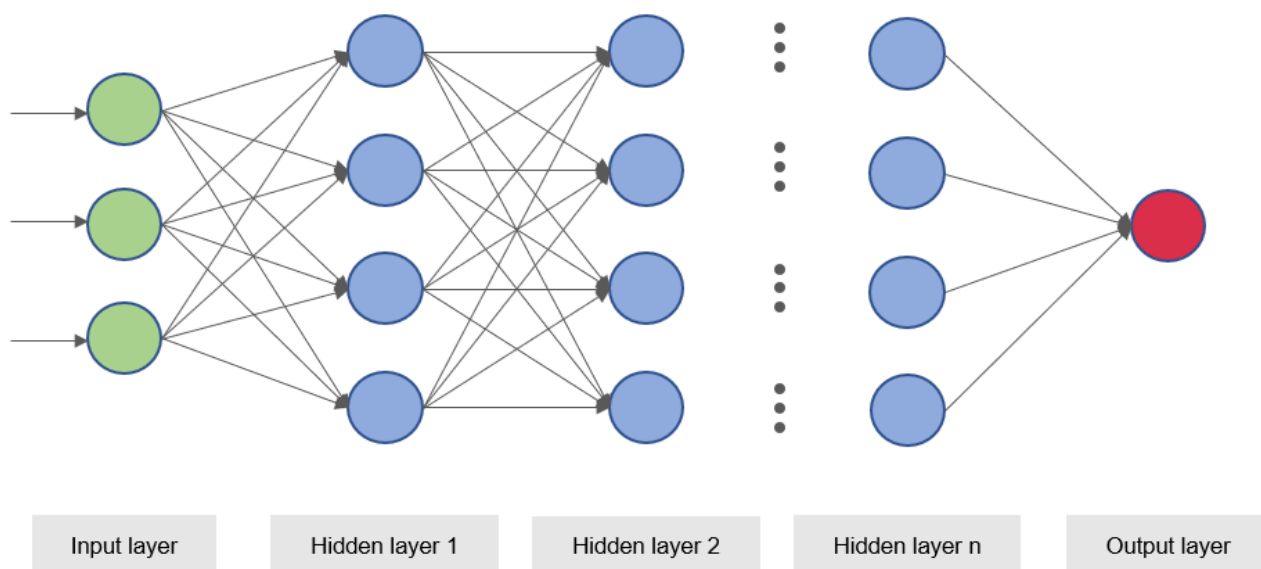 Input layer
Hidden layer 1
Hidden layer 2
Hidden layer n
Output layer